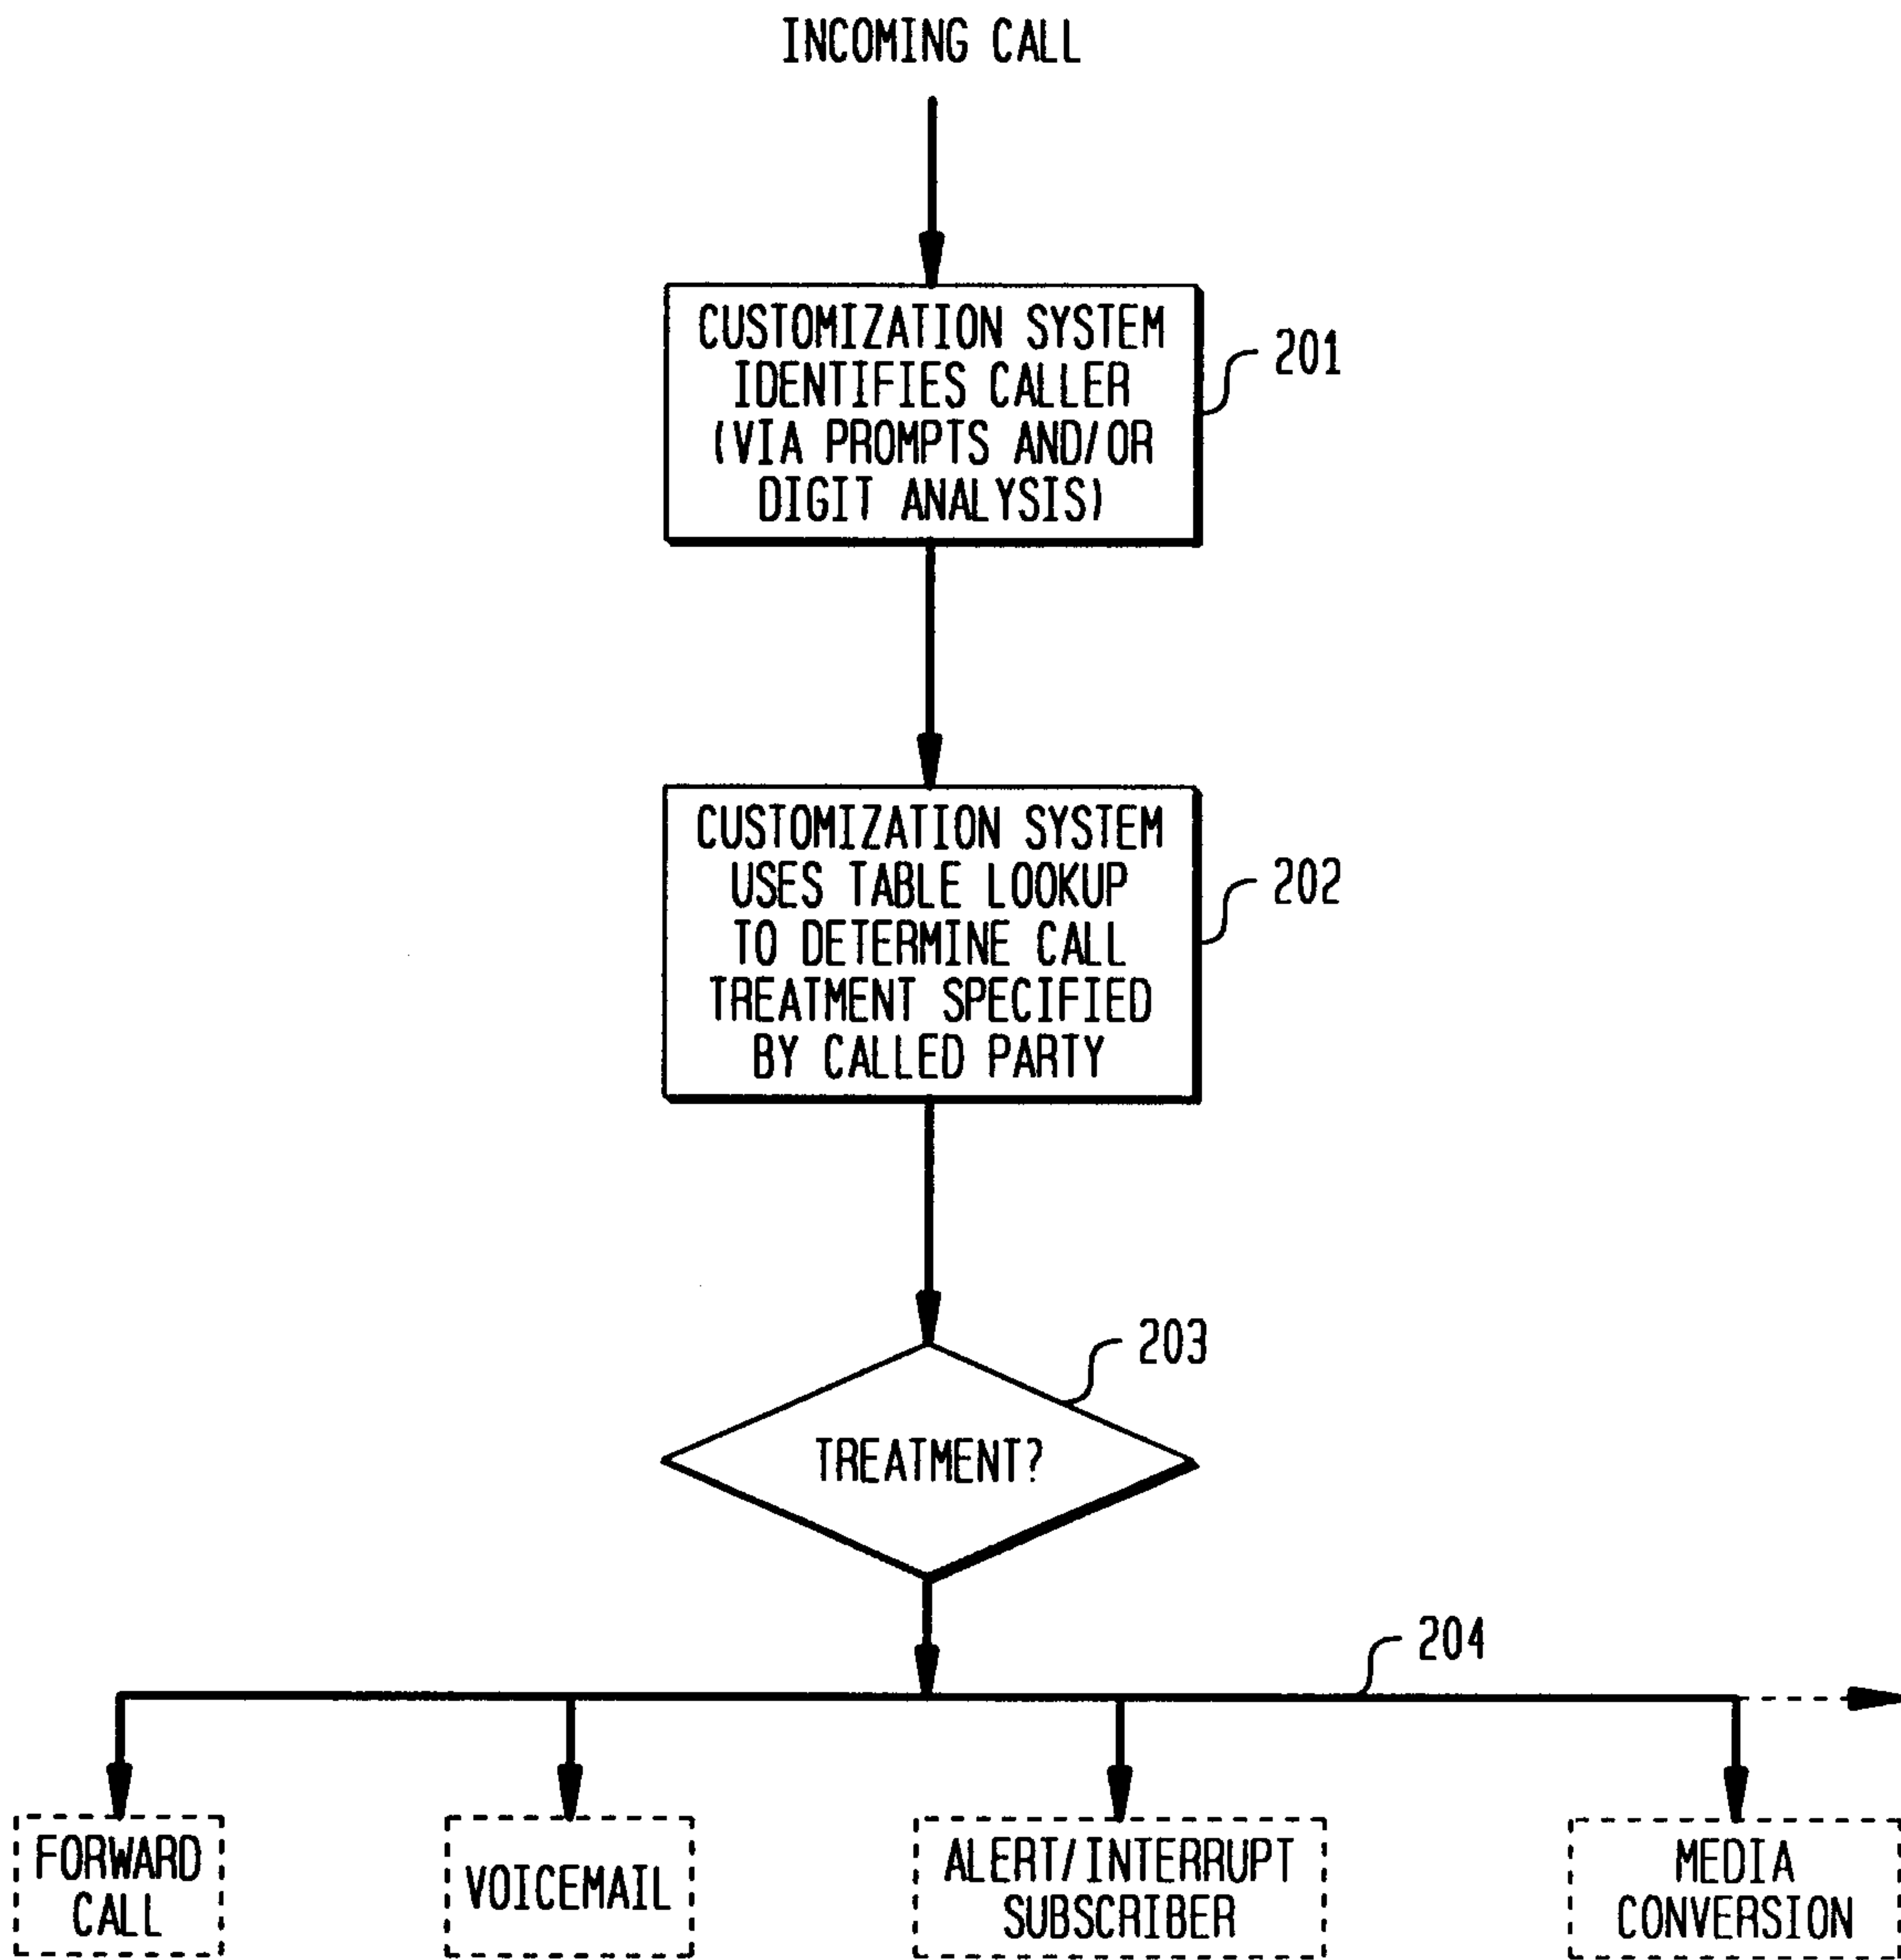 INCOMING CALL
CUSTOMIZATION SYSTEM
IDENTIFIES CALLER
(VIA PROMPTS AND/OR
DIGIT ANALYSIS)
201
CUSTOMIZATION SYSTEM
USES TABLE LOOKUP
TO DETERMINE CALL
TREATMENT SPECIFIED
BY CALLED PARTY
202
203
TREATMENT?
204
FORWARD
CALL
VOICEMAIL
ALERT/INTERRUPT
SUBSCRIBER
MEDIA
CONVERSION